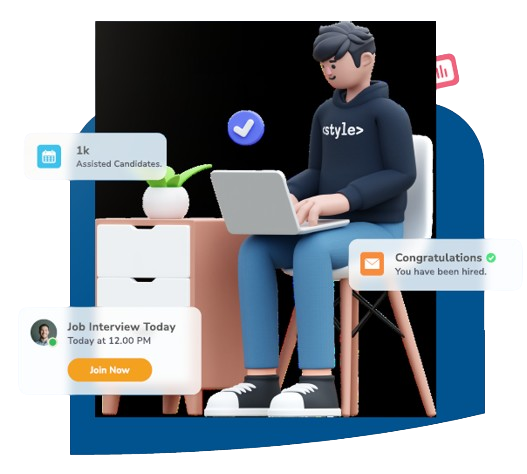 <style>
1k
Assisted Candidates.
Congratulations
You have been hired.
Job Interview Today
Today at 12.00 PM
Join Now